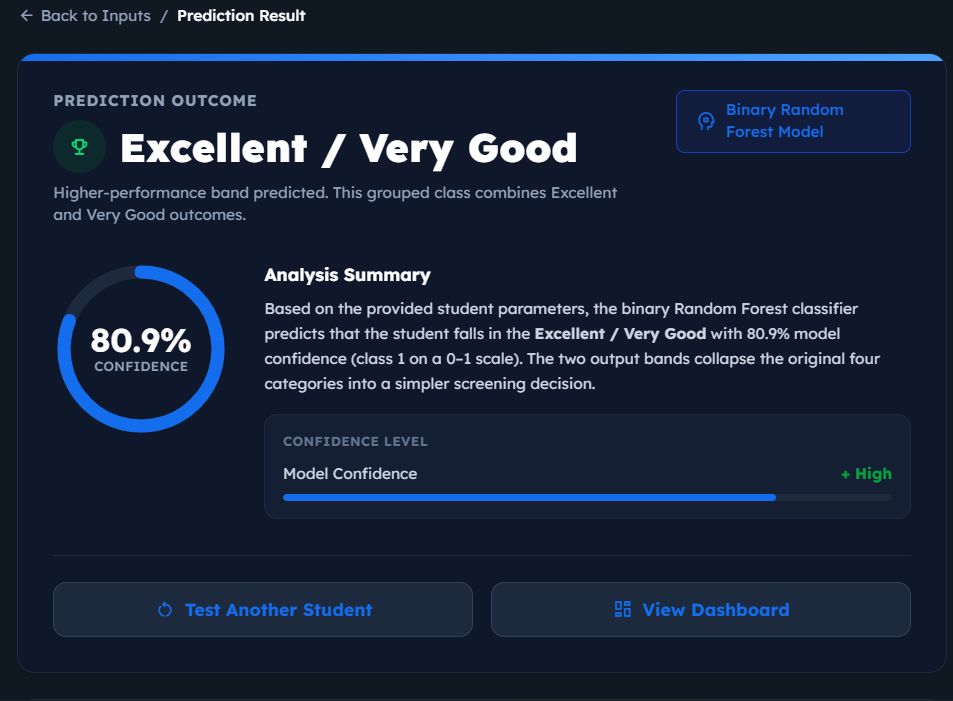 Back to Inputs / Prediction Result
PREDICTION OUTCOME
Excellent / Very Good
Higher-performance band predicted. This grouped class combines Excellent
and Very Good outcomes.
Binary Random
Forest Model
80.9%
CONFIDENCE
Analysis Summary
Based on the provided student parameters, the binary Random Forest classifier
predicts that the student falls in the Excellent / Very Good with 80.9% model
confidence (class 1 on a 0–1 scale). The two output bands collapse the original four
categories into a simpler screening decision.
CONFIDENCE LEVEL
Model Confidence
+ High
Test Another Student
View Dashboard